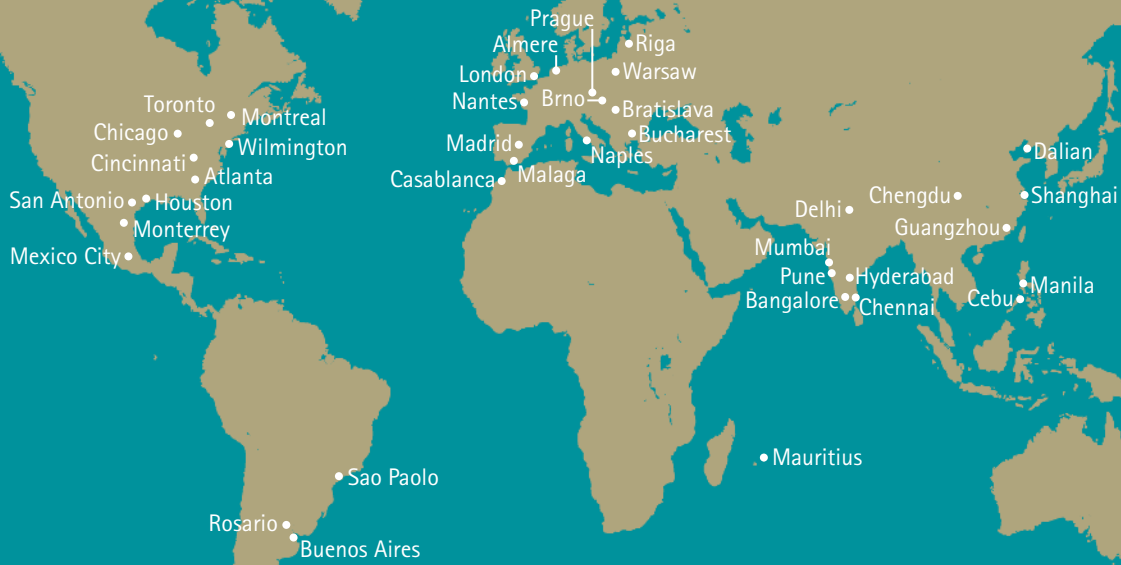 Prague
Almere
Riga
London
Warsaw
Nantes
Brno
Bratislava
Bucharest
Madrid
Naples
Malaga
Casablanca
Toronto
Montreal
Chicago
Wilmington
Cincinnati
Atlanta
San Antonio
Houston
Monterrey
Mexico City
Dalian
Chengdu
Shanghai
Delhi
Guangzhou
Mumbai
Pune
Hyderabad
Manila
Bangalore
Chennai
Cebu
Mauritius
Sao Paolo
Rosario
Buenos Aires